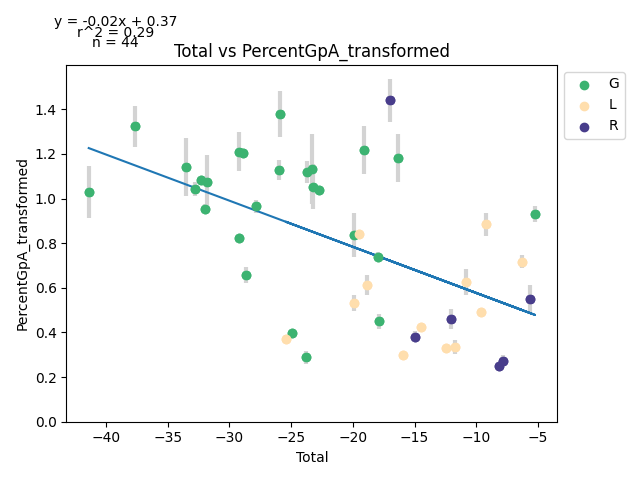 y = -0.02x + 0.37
r^2 = 0.29
n = 44
Total vs PercentGpA_transformed
G
L
R
PercentGpA_transformed
1.4
1.2
1.0
0.8
0.6
0.4
0.2
0.0
−40 −35 −30 −25 −20 −15 −10 −5
Total